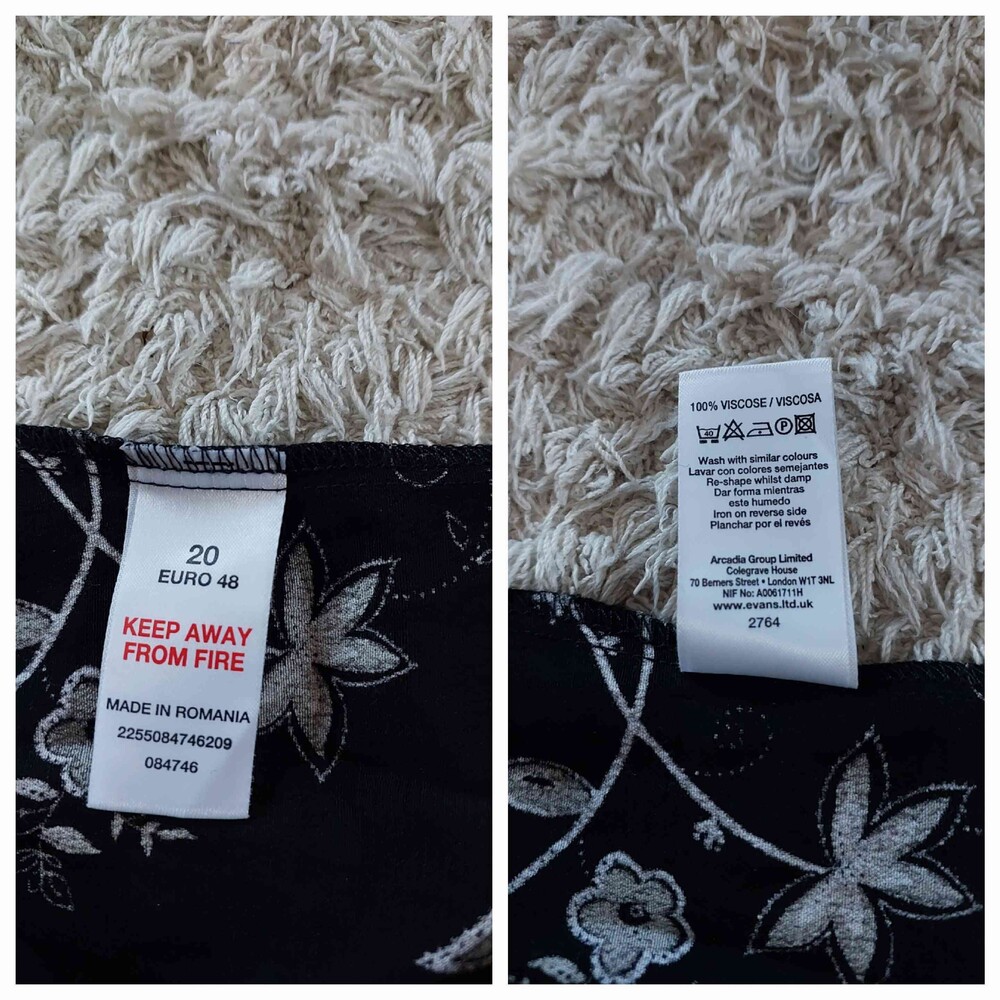 20
EURO 48
KEEP AWAY
FROM FIRE
MADE IN ROMANIA
2255084746209
084746
100% VISCOSE / VISCOSA
40 P
Wash with similar colours
Lavar con colores semejantes
Re-shape whilst damp
Dar forma mientras
este humedo
Iron on reverse side
Planchar por el revés
Arcadia Group Limited
Colegrave House
70 Berners Street • London W1T 3NL
NIF No: A0061711H
www.evans.ltd.uk
2764